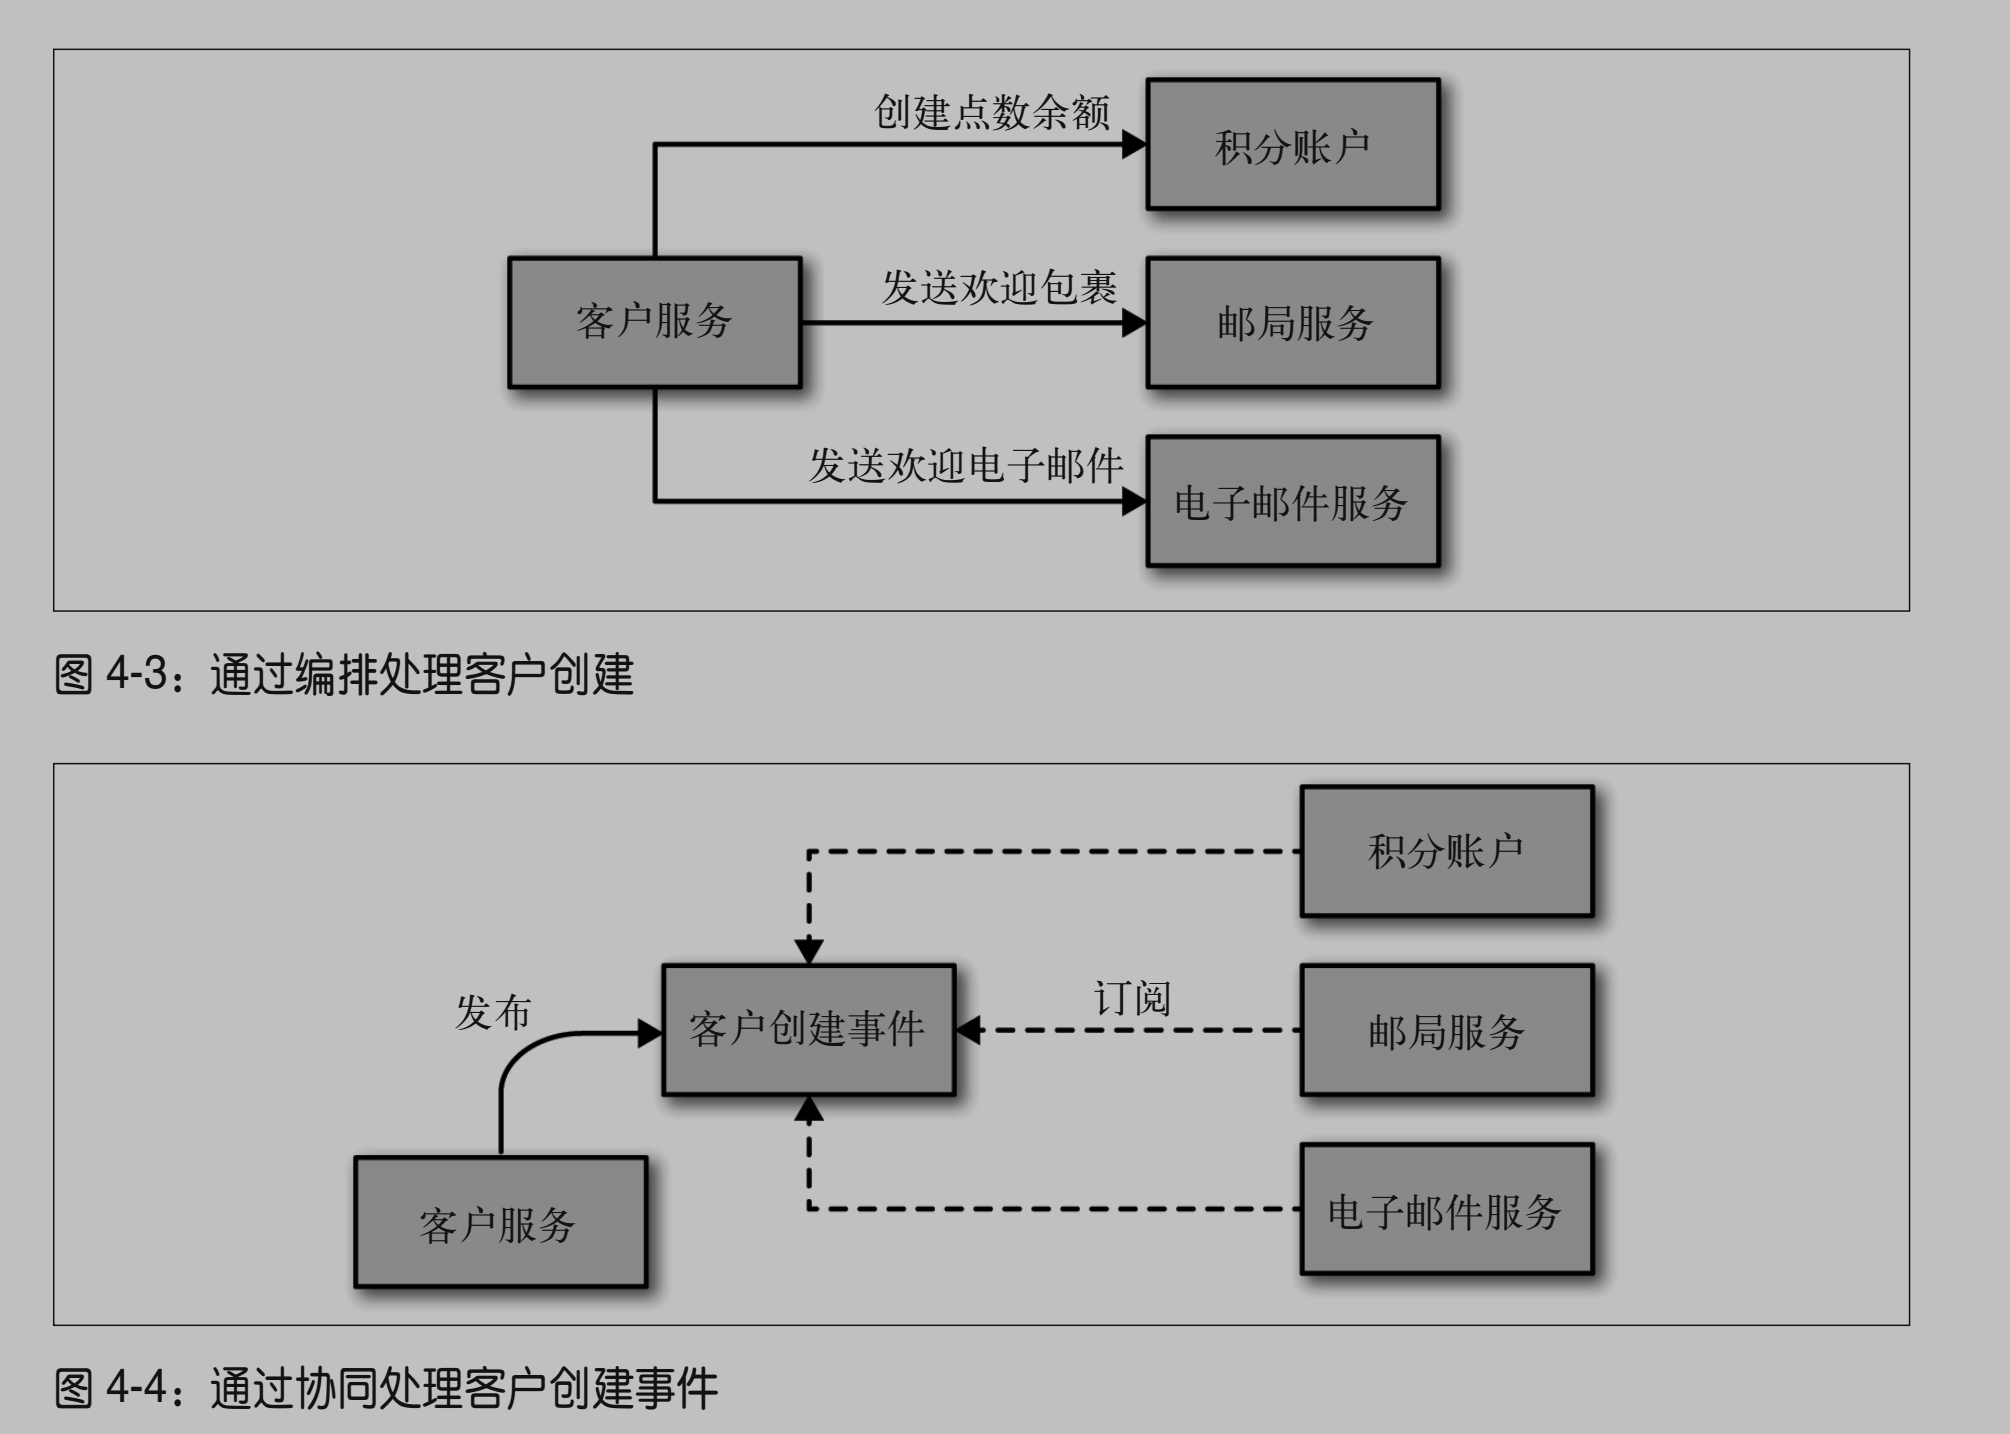 创建点数余额
积分账户
发送欢迎包裹
客户服务
邮局服务
发送欢迎电子邮件
电子邮件服务
图 4-3：通过编排处理客户创建
积分账户
订阅
发布
客户创建事件
邮局服务
客户服务
电子邮件服务
图 4-4：通过协同处理客户创建事件